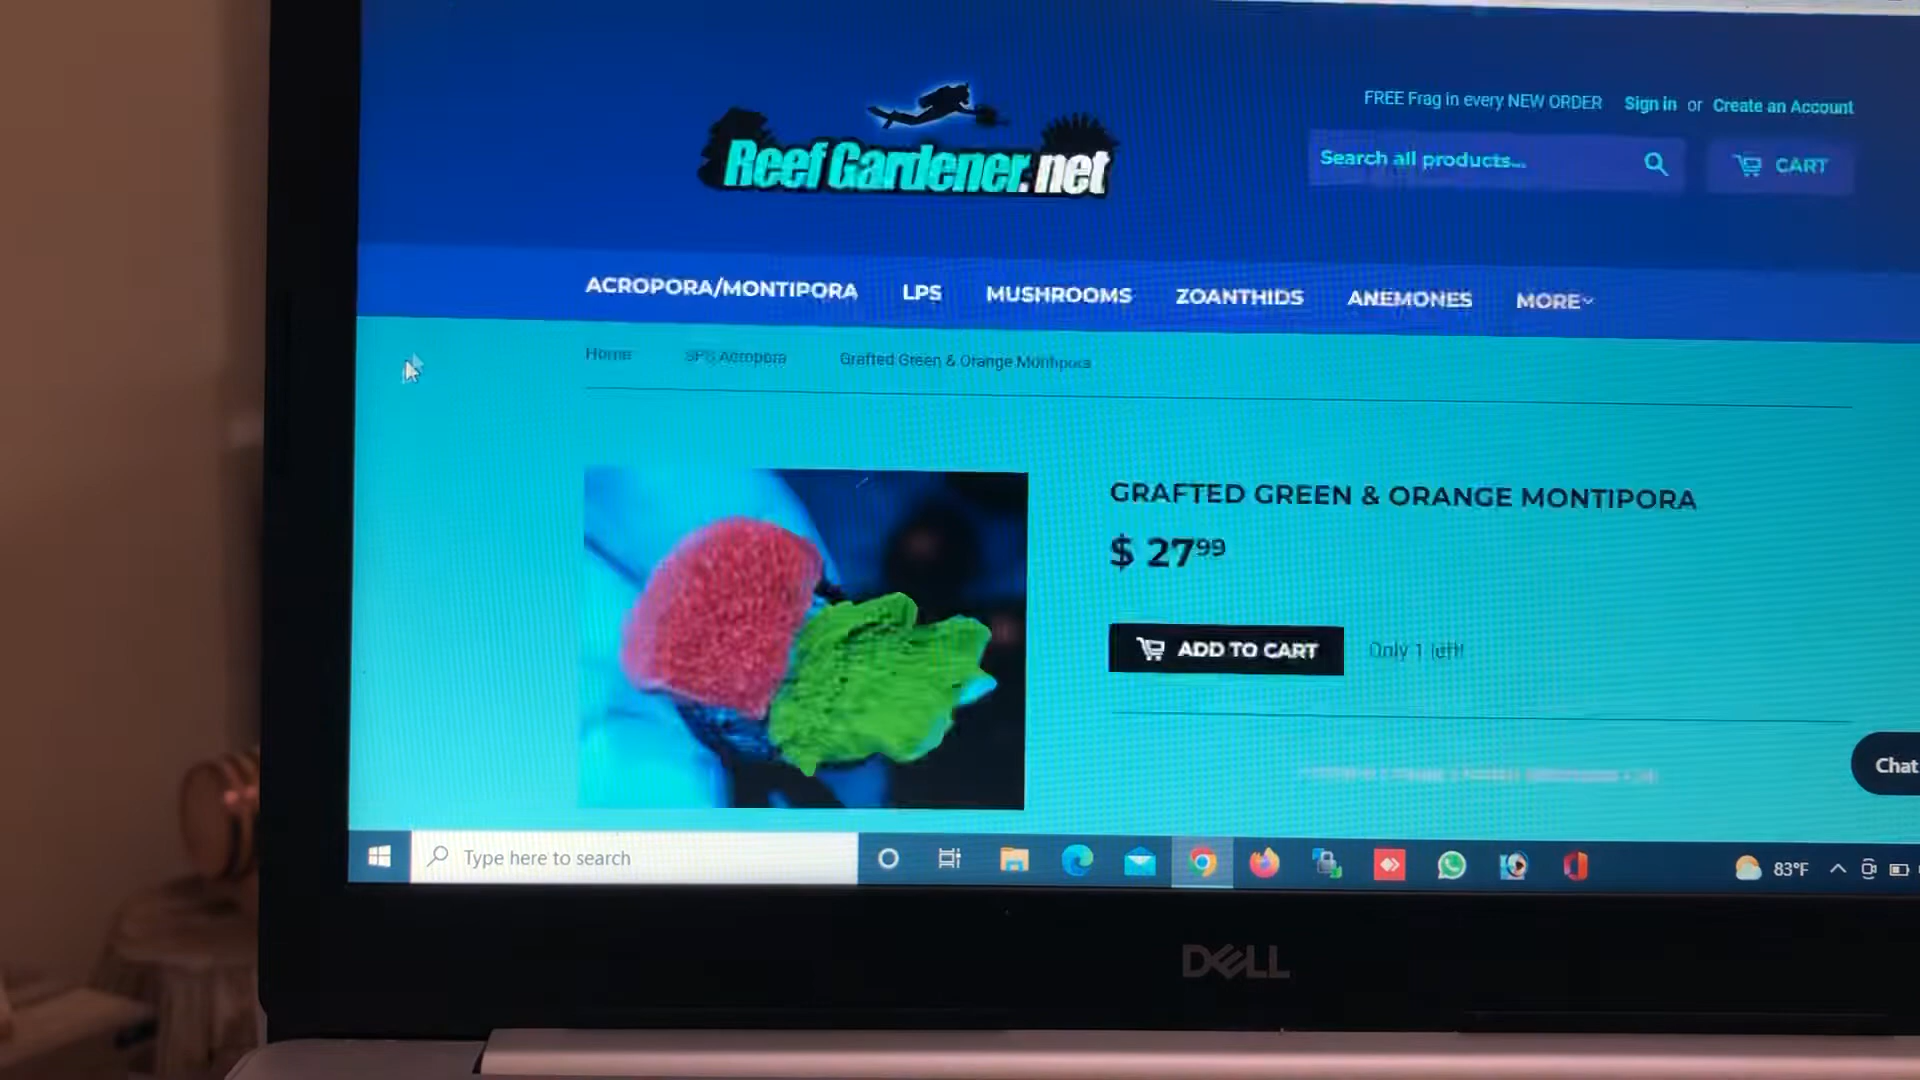 FREE Frag in every NEW ORDER Sign in or Create an Account
Reef Gardener.net
Search all products...
CART
ACROPORA/MONTIPORA LPS MUSHROOMS ZOANTHIDS ANEMONES MORE
Home SPS Acropora Grafted Green & Orange Montipora
GRAFTED GREEN & ORANGE MONTIPORA
$ 27 99
ADD TO CART Only 1 left!
Chat
Type here to search
83°F
DELL